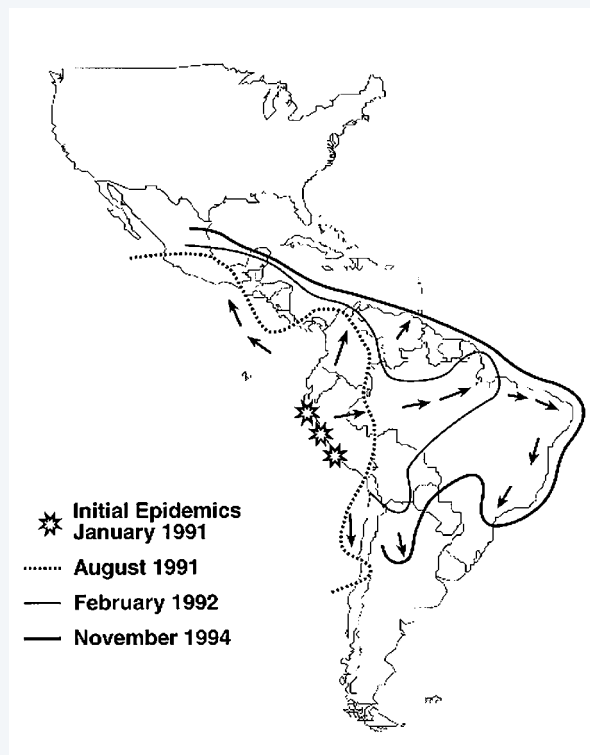 Initial Epidemics
January 1991
August 1991
February 1992
November 1994